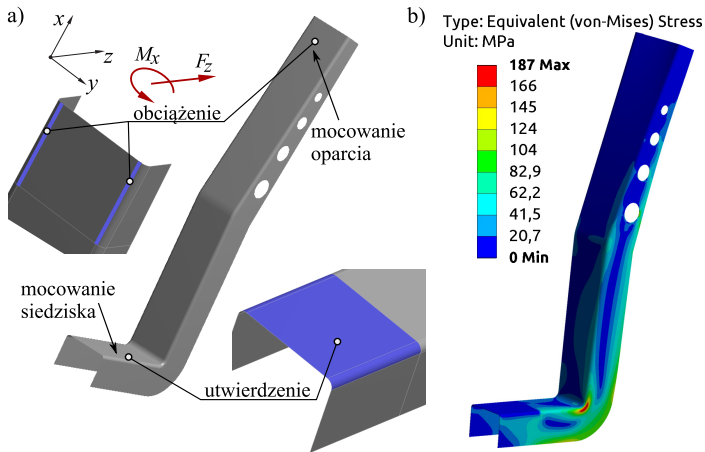 a)
x
z
y
Mx
Fz
obciążenie
mocowanie
oparcia
mocowanie
siedziska
utwierdzenie
b)
Type: Equivalent (von-Mises) Stress
Unit: MPa
187 Max
166
145
124
104
82,9
62,2
41,5
20,7
0 Min